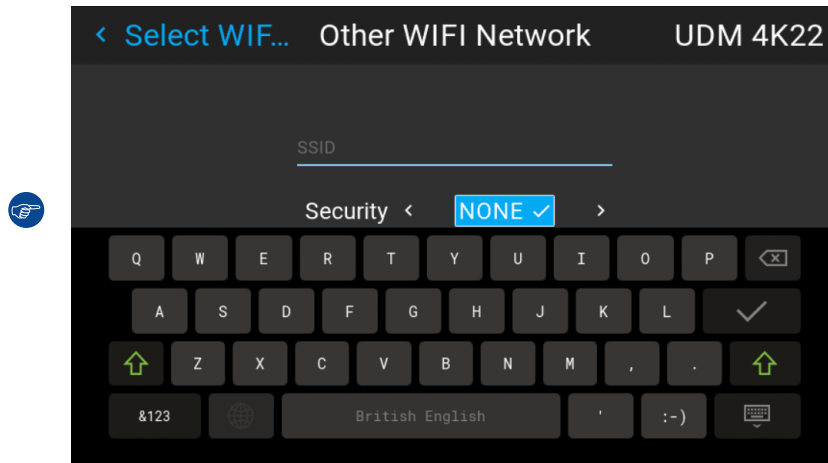 Select WIF... Other WIFI Network UDM 4K22
SSID
Security NONE
Q W E R T Y U I O P
A S D F G H J K L
Z X C V B N M , .
&123 British English ' :-)